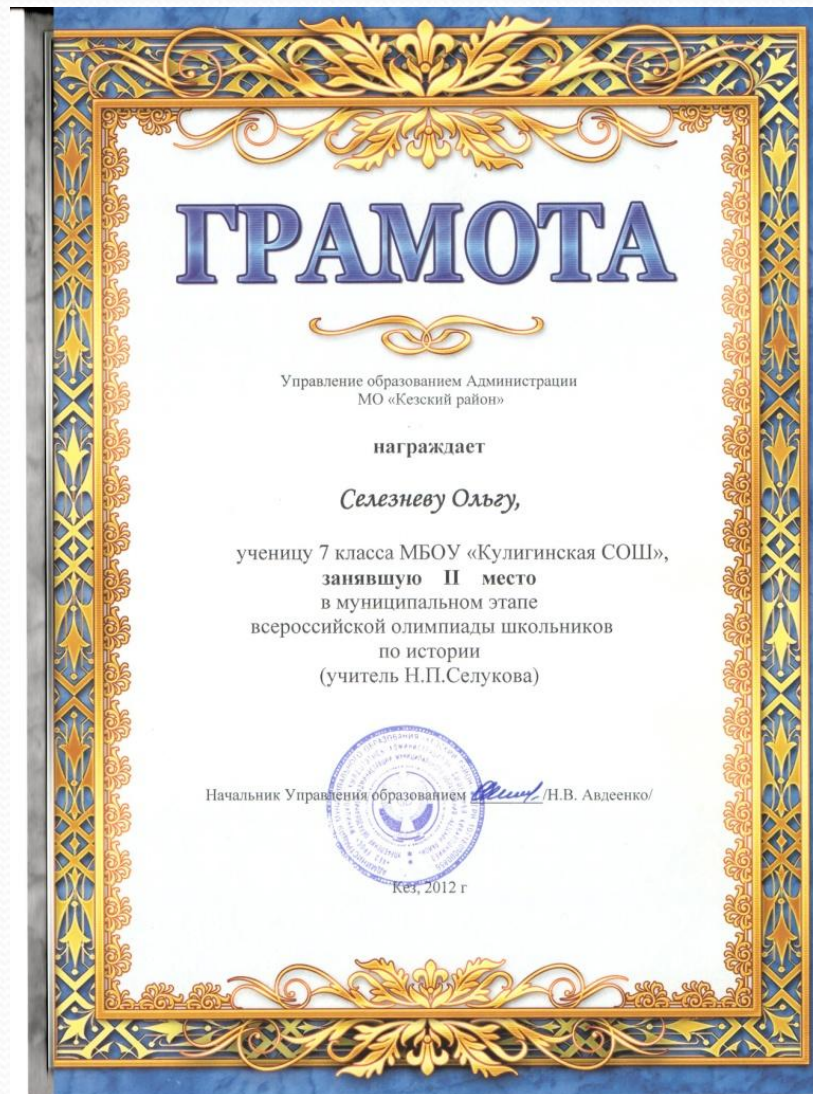 ГРАМОТА
Управление образованием Администрации
МО «Кезский район»
награждает
Селезневу Ольгу,
ученицу 7 класса МБОУ «Кулигинская СОШ»,
занявшую II место
в муниципальном этапе
всероссийской олимпиады школьников
по истории
(учитель Н.П.Селукова)
Начальник Управления образованием /Н.В. Авдеенко/
Кез, 2012 г